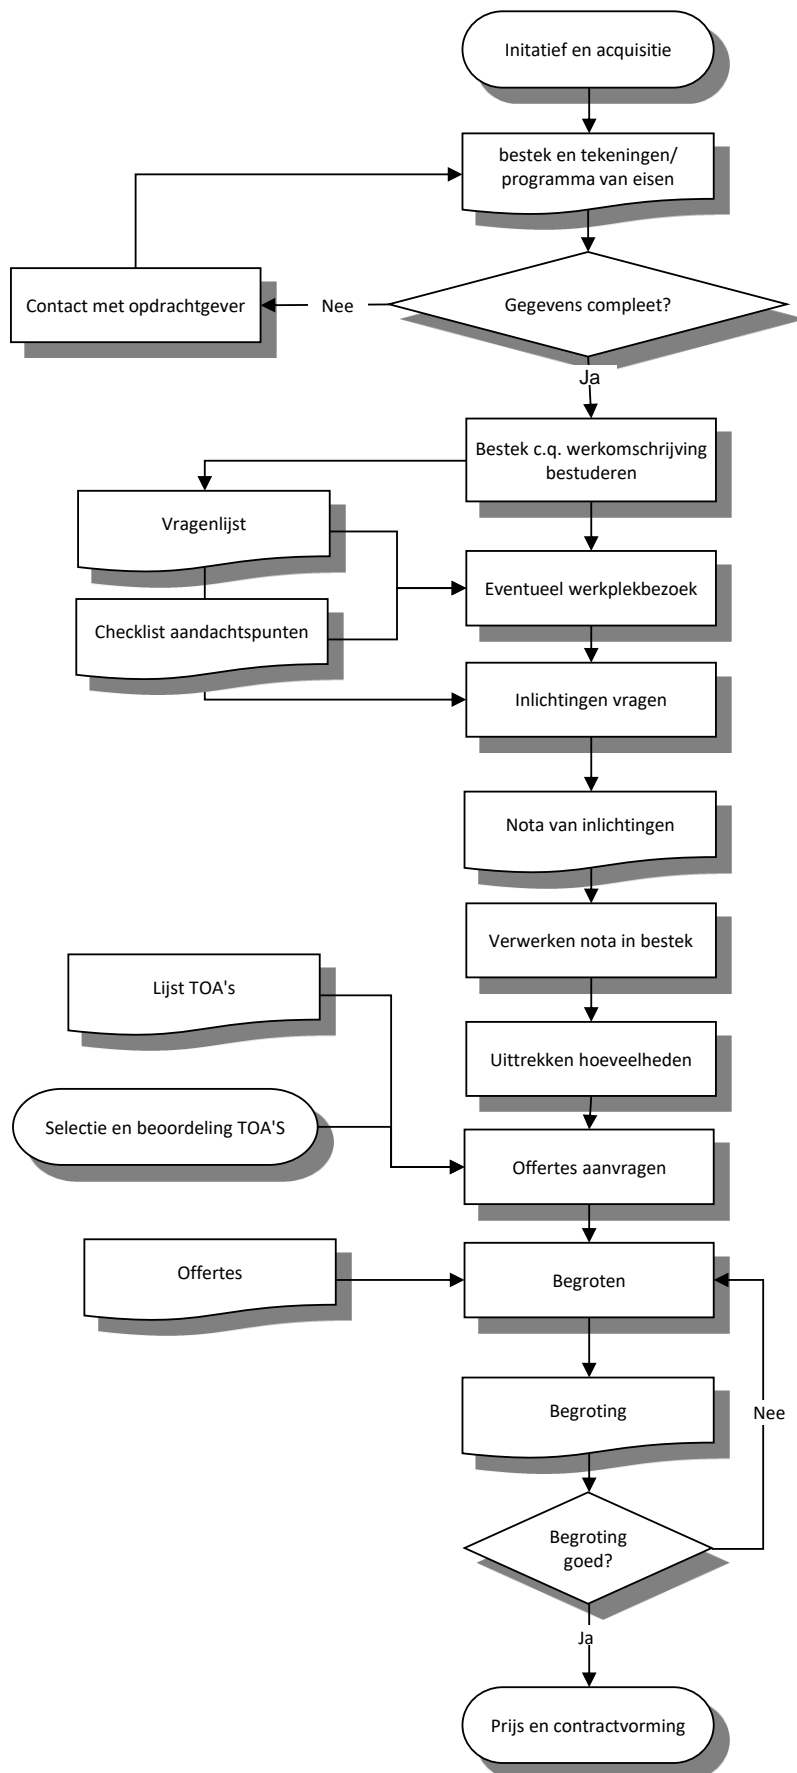 Initatief en acquisitie
bestek en tekeningen/
programma van eisen
Contact met opdrachtgever
Nee
Gegevens compleet?
Ja
Bestek c.q. werkomschrijving
bestuderen
Vragenlijst
Eventueel werkplekbezoek
Checklist aandachtspunten
Inlichtingen vragen
Nota van inlichtingen
Verwerken nota in bestek
Lijst TOA's
Uittrekken hoeveelheden
Selectie en beoordeling TOA'S
Offertes aanvragen
Offertes
Begroten
Begroting
Nee
Begroting
goed?
Ja
Prijs en contractvorming